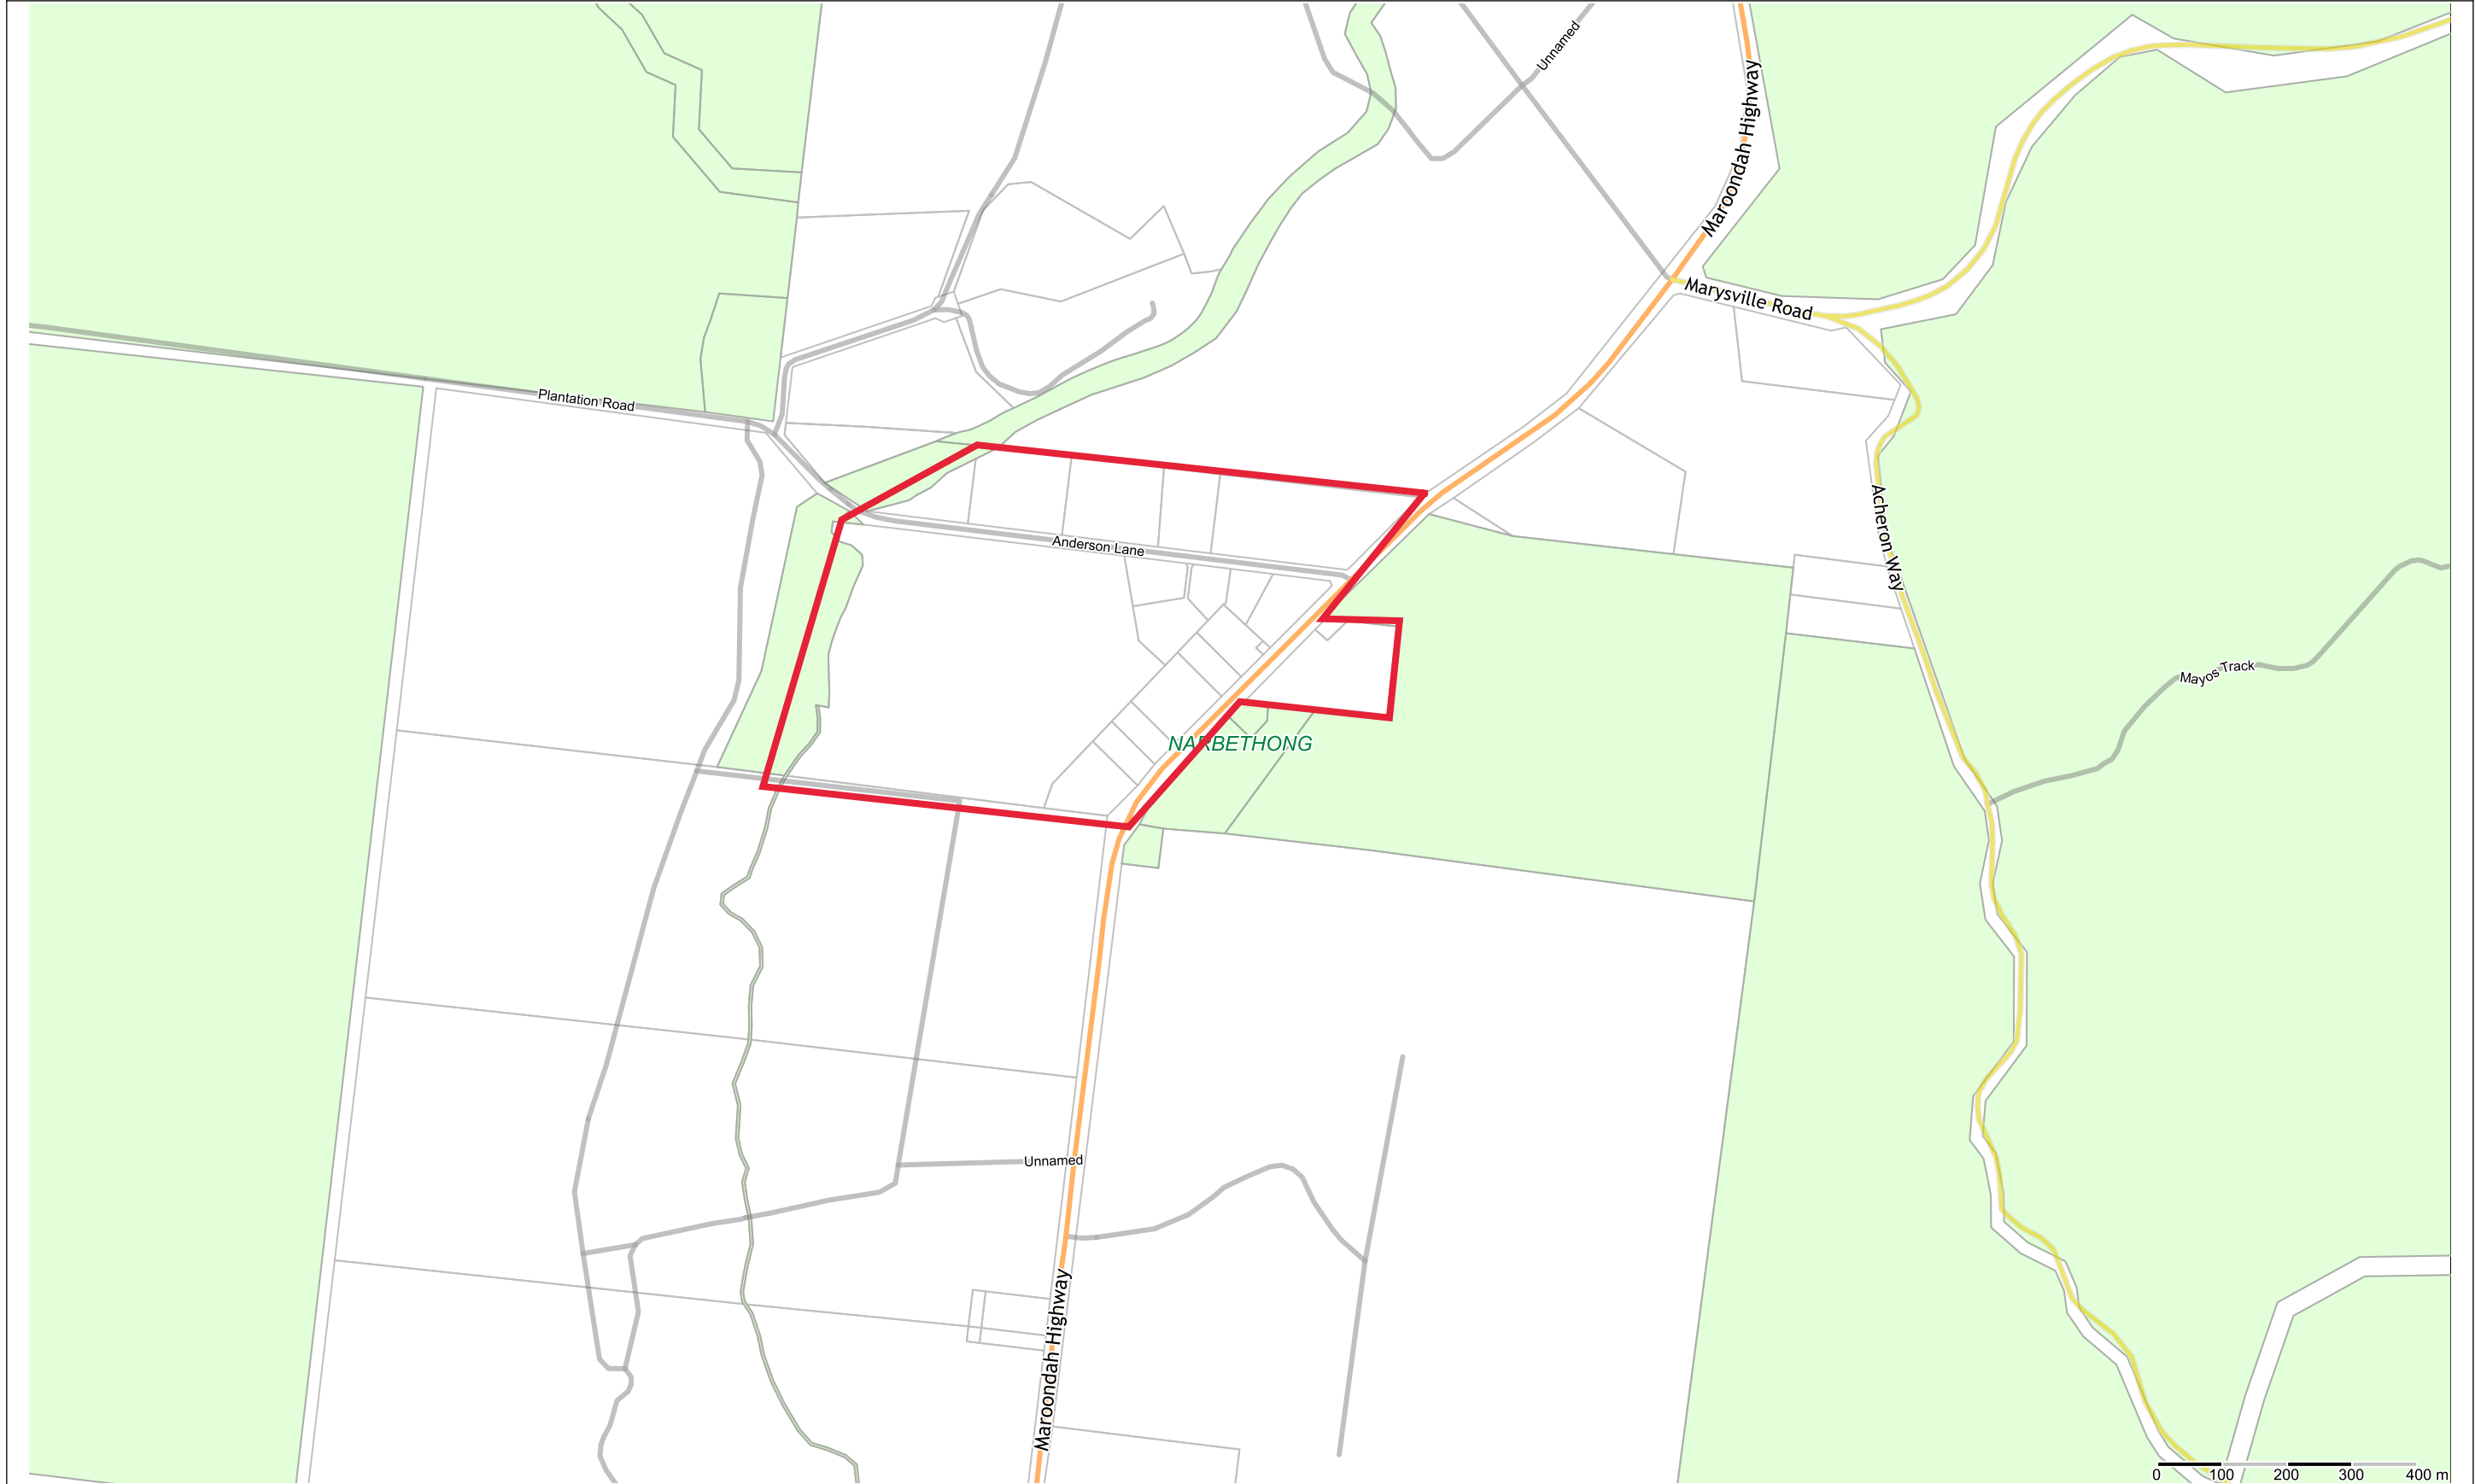 Unnamed
Maroondah Highway
Marysville Road
Plantation Road
Anderson Lane
Acheron Way
Mayos Track
NARBETHONG
Unnamed
Maroondah Highway
0 100 200 300 400 m